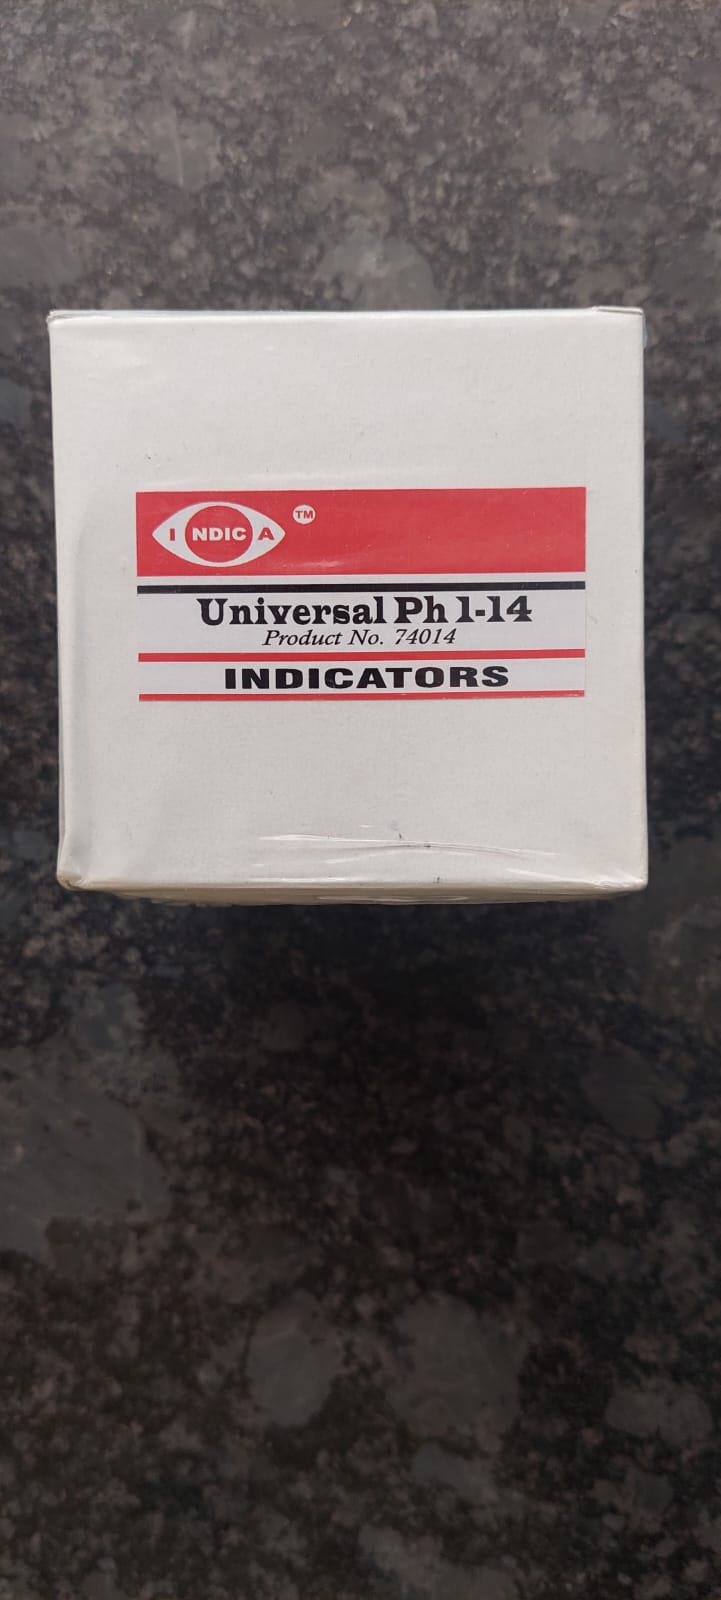 INDICA TM
Universal Ph 1-14
Product No. 74014
INDICATORS